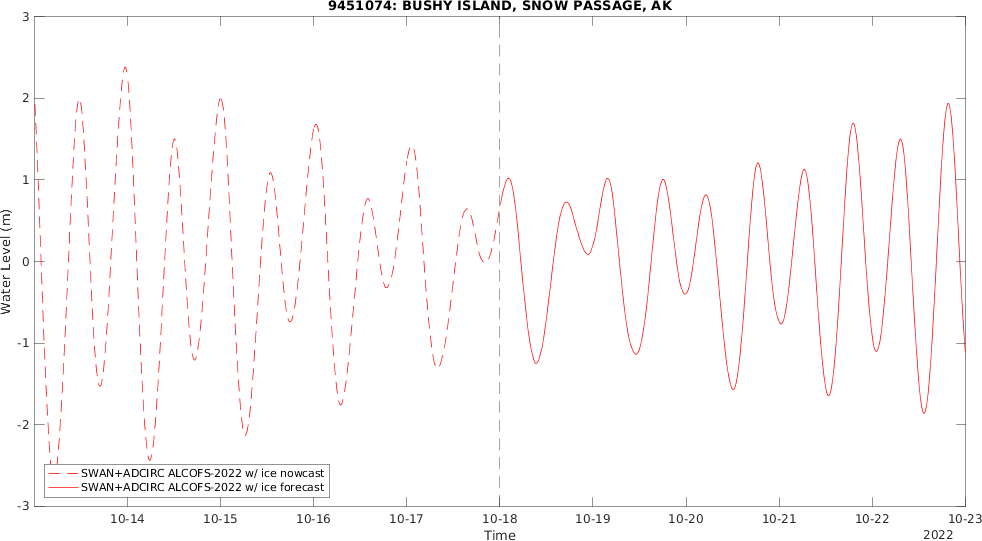 9451074: BUSHY ISLAND, SNOW PASSAGE, AK
3
2
1
0
-1
-2
-3
Water Level (m)
SWAN+ADCIRC ALCOFS-2022 w/ ice nowcast
SWAN+ADCIRC ALCOFS-2022 w/ ice forecast
10-14 10-15 10-16 10-17 10-18 10-19 10-20 10-21 10-22 10-23
Time
2022